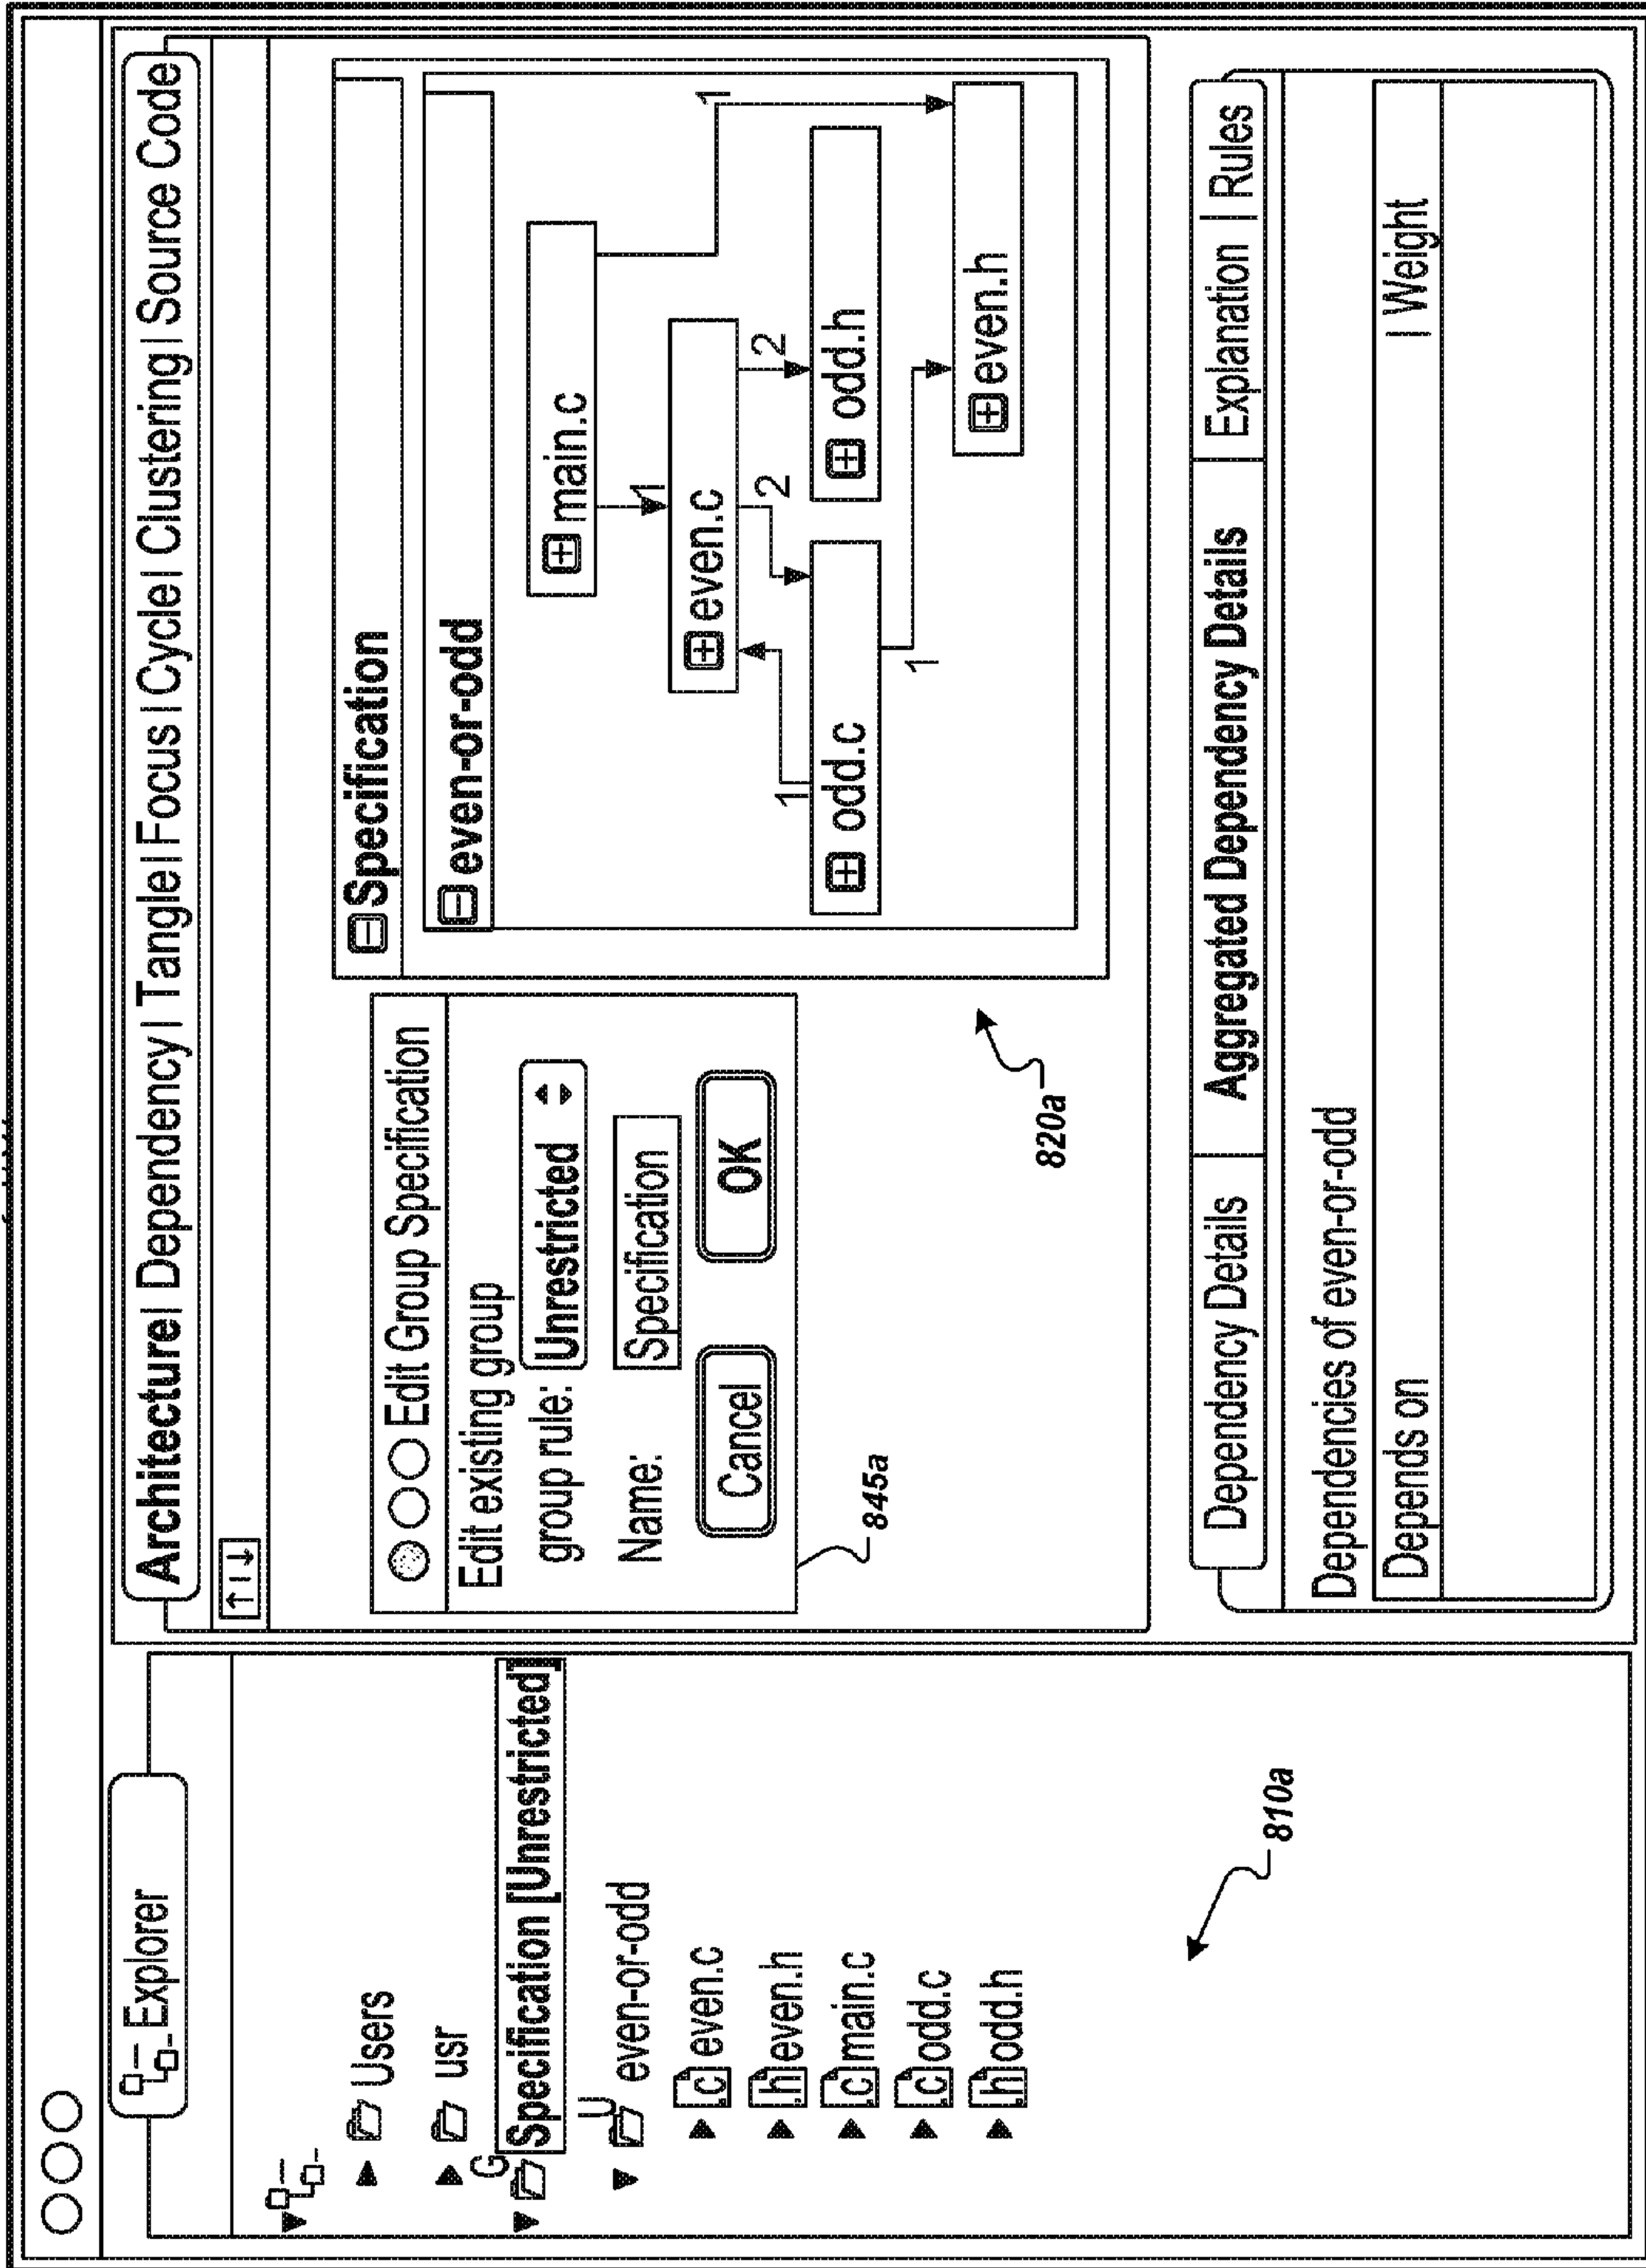 Explorer
Users
usr
G
Specification [Unrestricted]
U
even-or-odd
.c even.c
.h even.h
.c main.c
.c odd.c
.h odd.h
810a
Architecture | Dependency | Tangle | Focus | Cycle | Clustering | Source Code
Edit Group Specification
Edit existing group
group rule: Unrestricted
Name: Specification
Cancel OK
845a
820a
Specification
even-or-odd
main.c
1
1
even.c
1
2
2
odd.c
odd.h
1
even.h
Dependency Details Aggregated Dependency Details Explanation | Rules
Dependencies of even-or-odd
Depends on | Weight